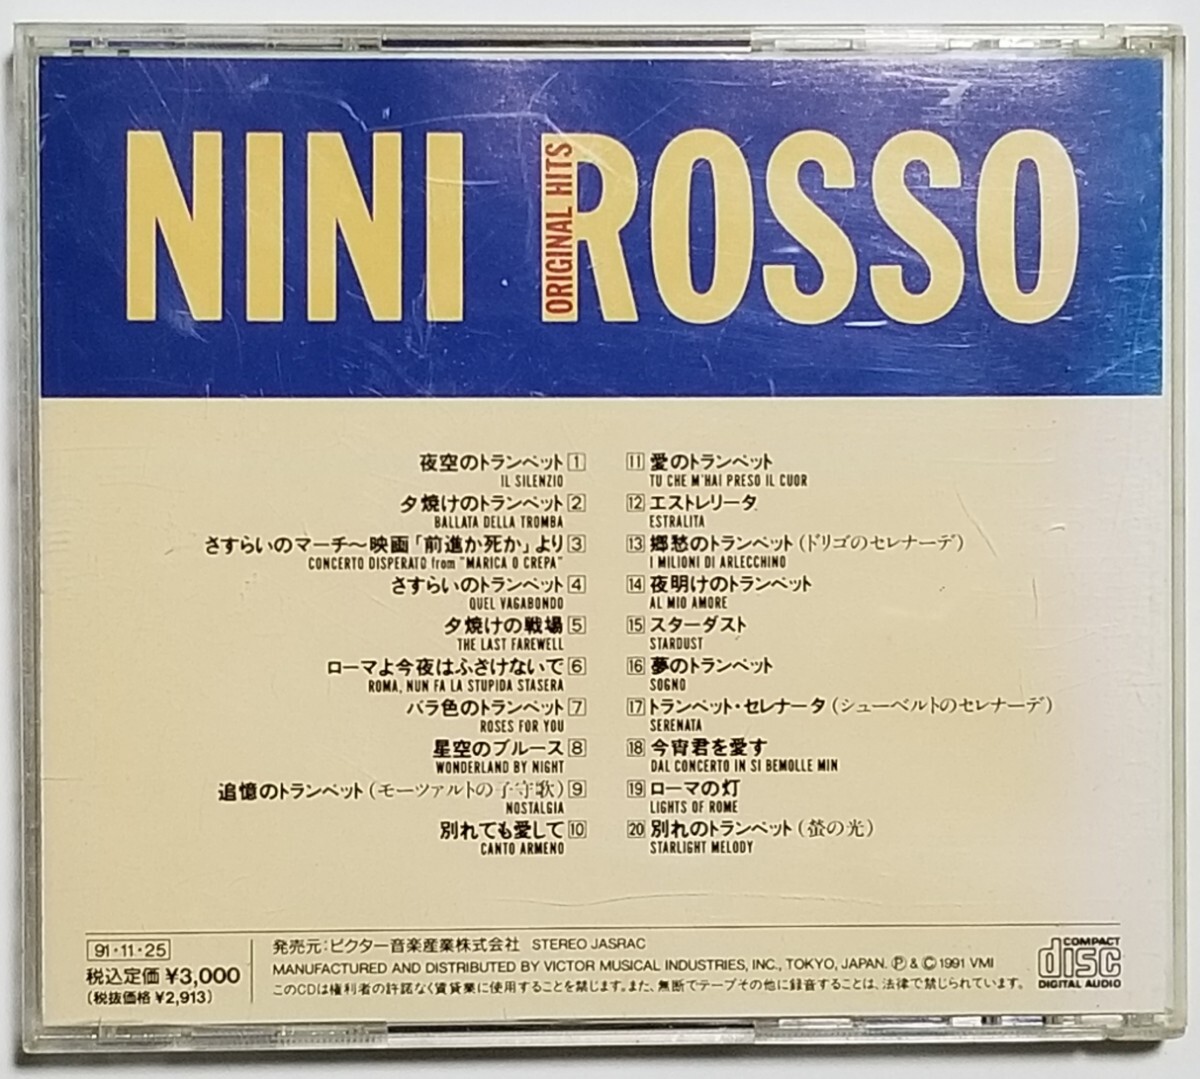 NINI ROSSO
ORIGINAL HITS
夜空のトランペット 1
IL SILENZIO
夕焼けのトランペット 2
BALLATA DELLA TROMBA
さすらいのマーチ〜映画「前進か死か」より 3
CONCERTO DISPERATO from "MARICA O CREPA"
さすらいのトランペット 4
QUEL VAGABONDO
夕焼けの戦場 5
THE LAST FAREWELL
ローマよ今夜はふざけないで 6
ROMA, NUN FA LA STUPIDA STASERA
バラ色のトランペット 7
ROSES FOR YOU
星空のブルース 8
WONDERLAND BY NIGHT
追憶のトランペット（モーツァルトの子守歌） 9
NOSTALGIA
別れても愛して 10
CANTO ARMENO
11 愛のトランペット
TU CHE M'HAI PRESO IL CUOR
12 エストレリータ
ESTRALITA
13 郷愁のトランペット（ドリゴのセレナーデ）
I MILIONI DI ARLECCHINO
14 夜明けのトランペット
AL MIO AMORE
15 スターダスト
STARDUST
16 夢のトランペット
SOGNO
17 トランペット・セレナータ（シューベルトのセレナーデ）
SERENATA
18 今宵君を愛す
DAL CONCERTO IN SI BEMOLLE MIN
19 ローマの灯
LIGHTS OF ROME
20 別れのトランペット（螢の光）
STARLIGHT MELODY
91・11・25
税込定価 ¥3,000
（税抜価格 ¥2,913）
発売元：ビクター音楽産業株式会社 STEREO JASRAC
MANUFACTURED AND DISTRIBUTED BY VICTOR MUSICAL INDUSTRIES, INC., TOKYO, JAPAN. Ⓟ & © 1991 VMI
このCDは権利者の許諾なく賃貸業に使用することを禁じます。また、無断でテープその他に録音することは、法律で禁じられています。
COMPACT
disc
DIGITAL AUDIO